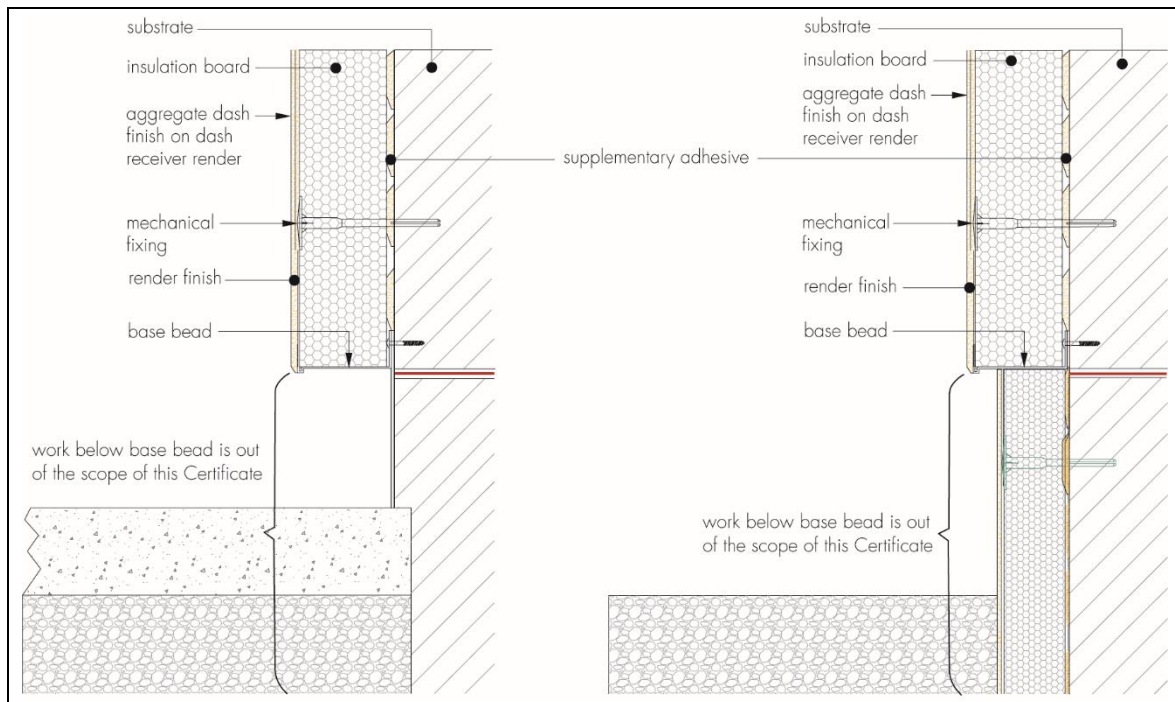 substrate
insulation board
aggregate dash
finish on dash
receiver render
supplementary adhesive
mechanical
fixing
render finish
base bead
work below base bead is out
of the scope of this Certificate
substrate
insulation board
aggregate dash
finish on dash
receiver render
mechanical
fixing
render finish
base bead
work below base bead is out
of the scope of this Certificate